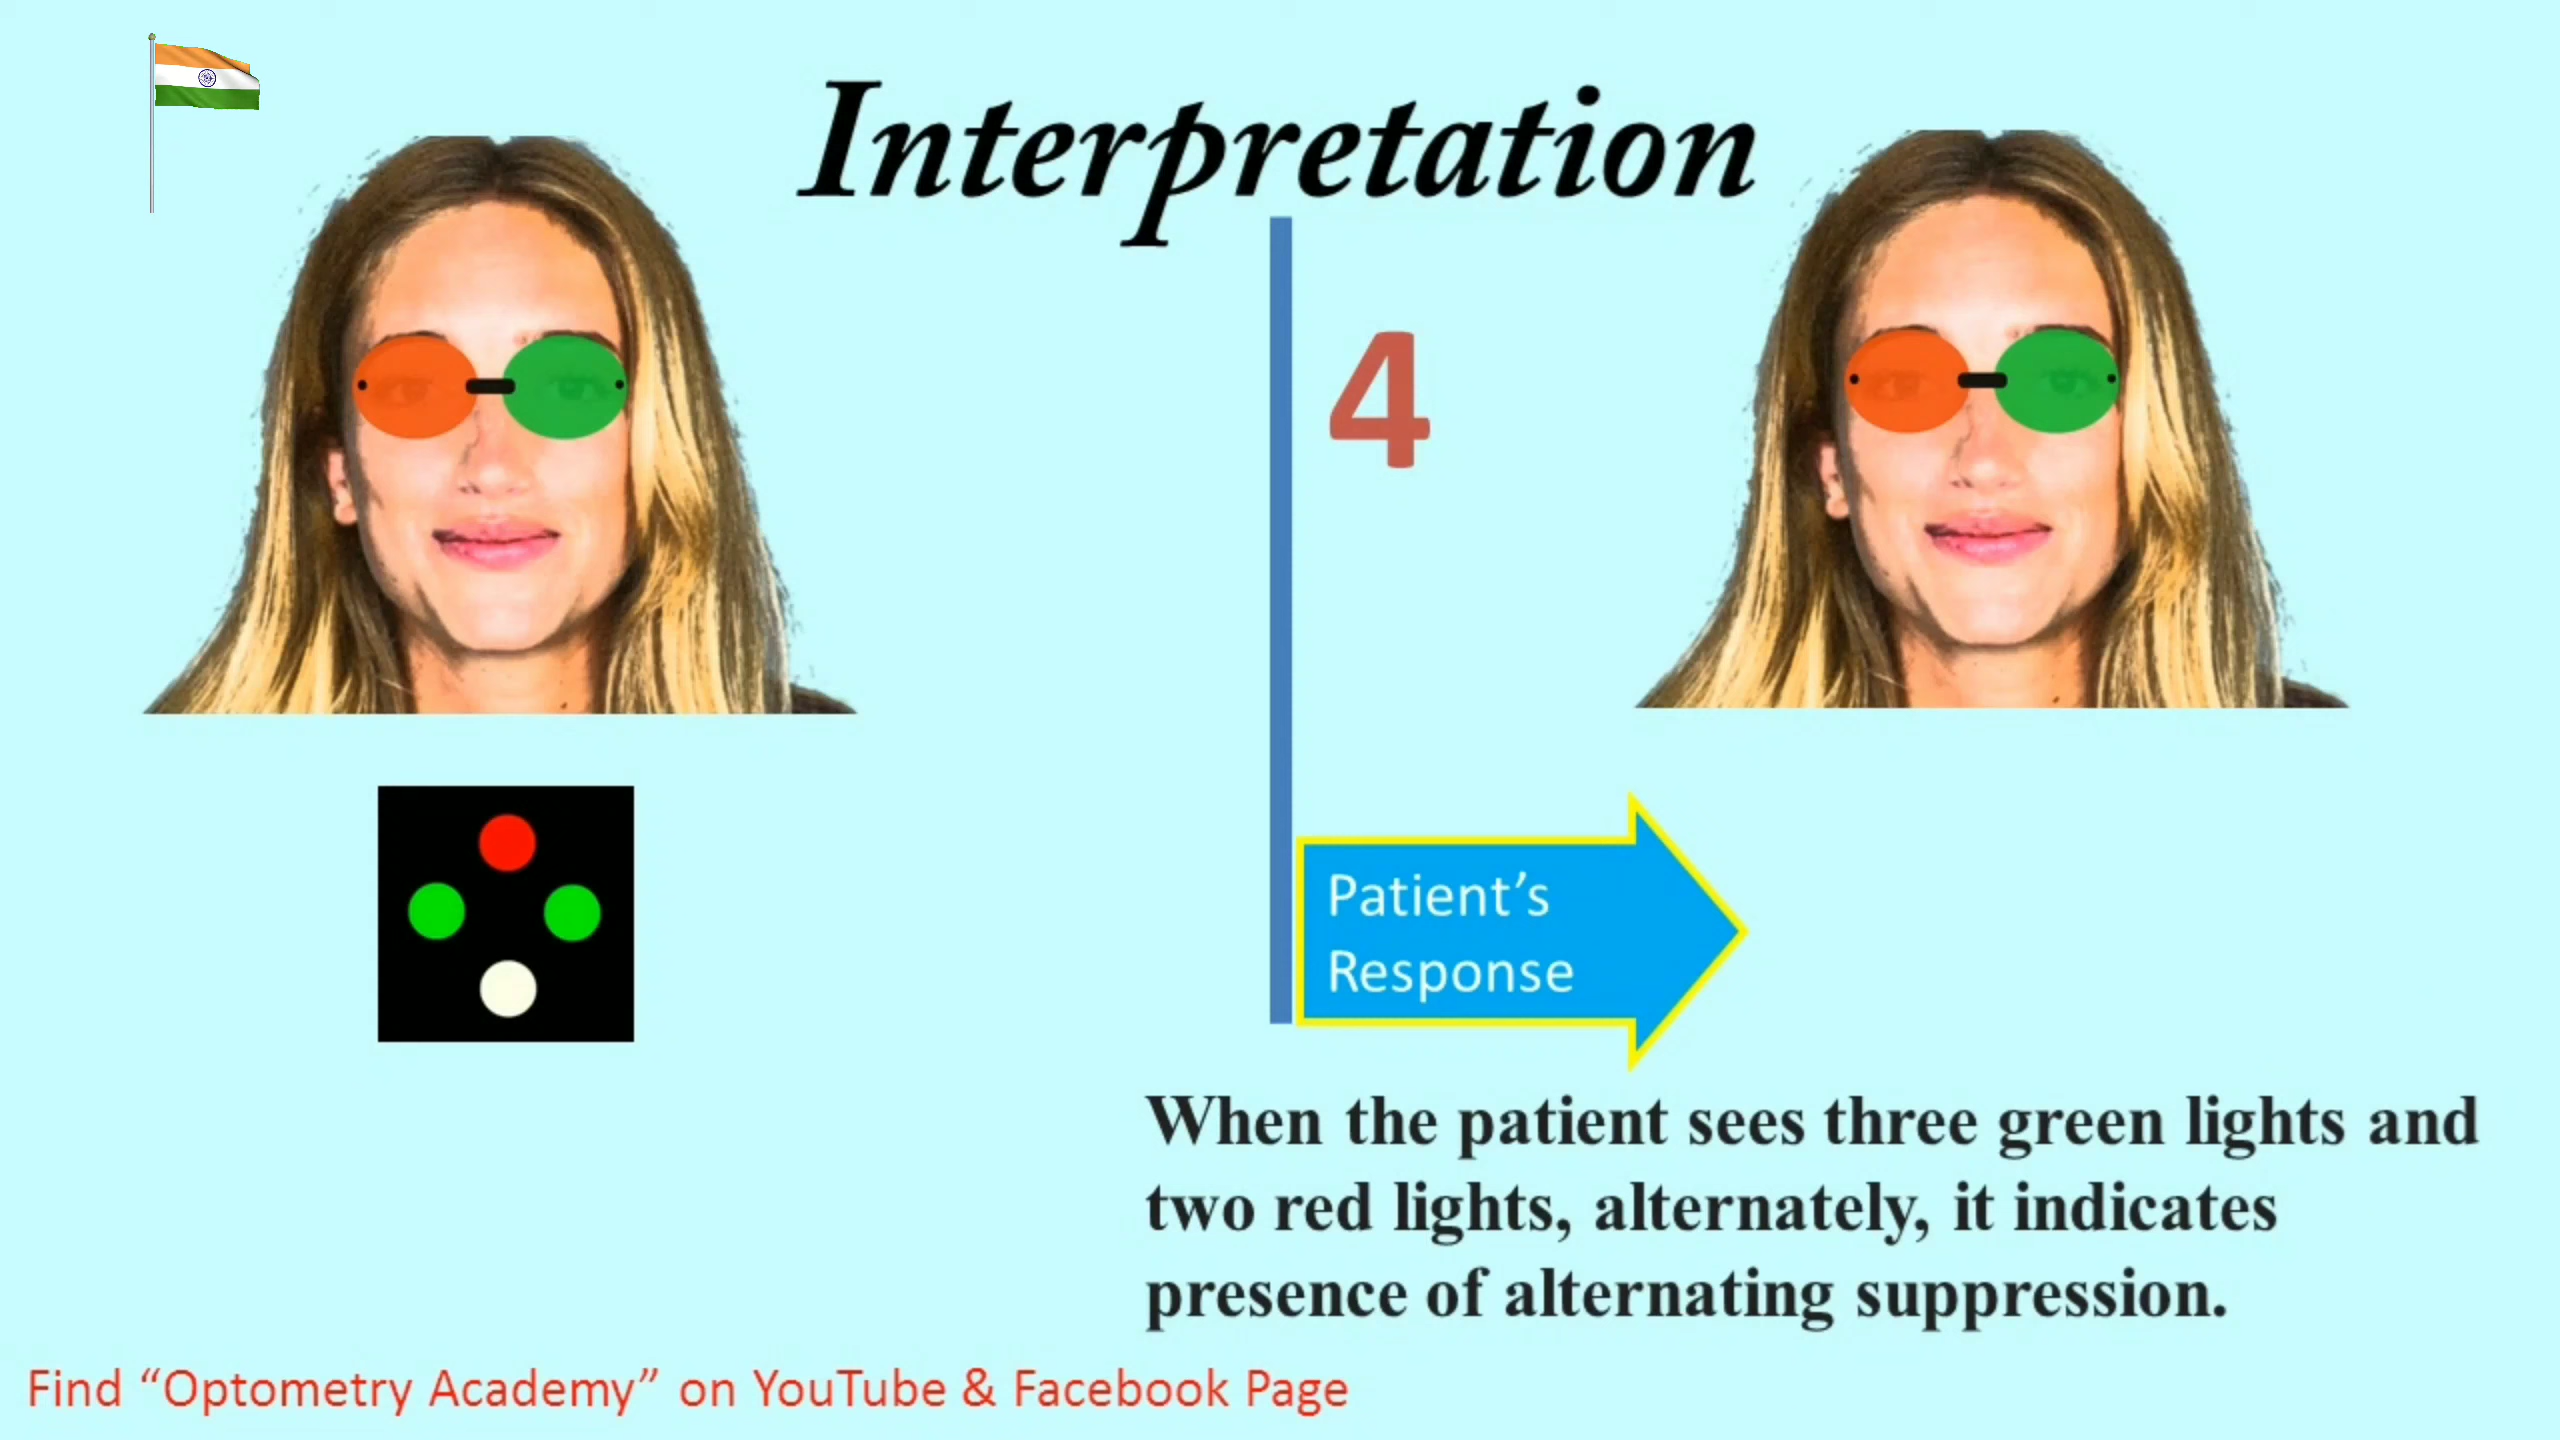 Interpretation
4
Patient’s
Response
When the patient sees three green lights and
two red lights, alternately, it indicates
presence of alternating suppression.
Find “Optometry Academy” on YouTube & Facebook Page